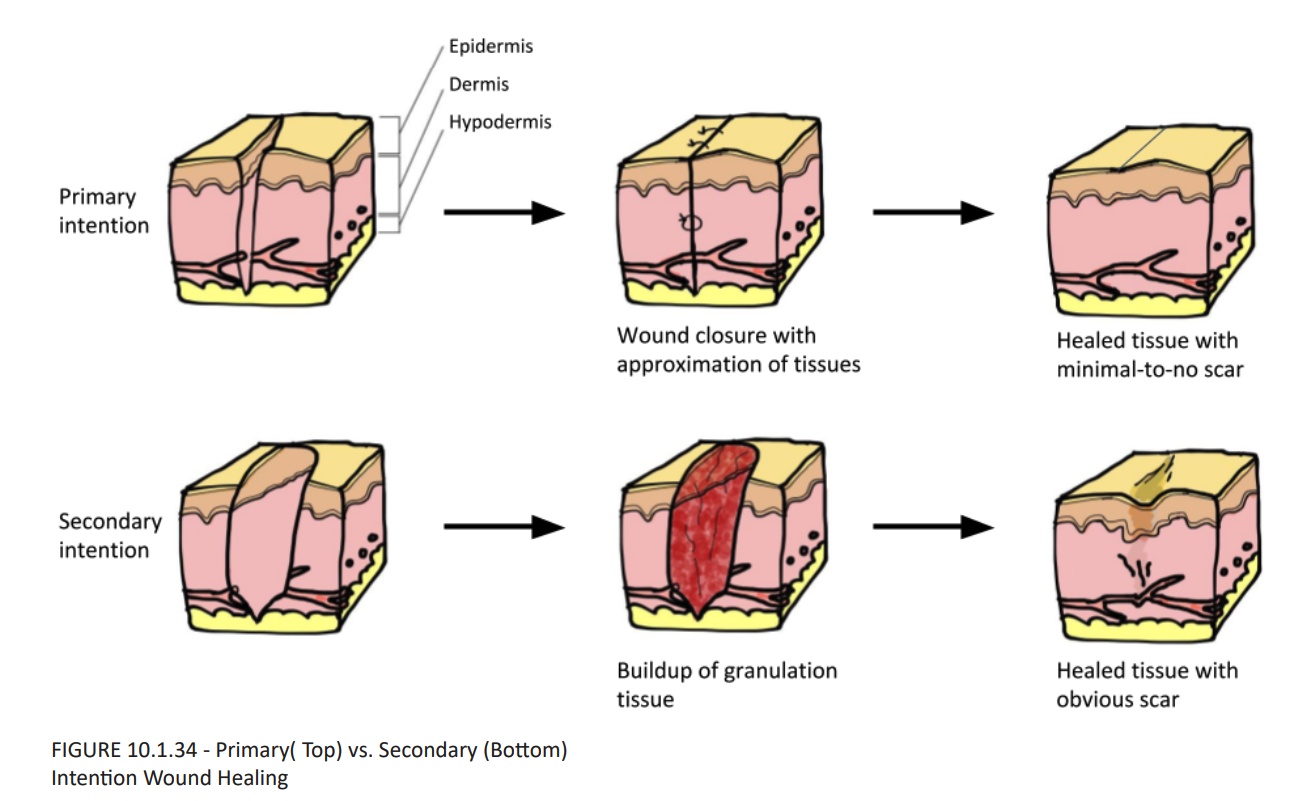 Epidermis
Dermis
Hypodermis
Primary
intention
Wound closure with
approximation of tissues
Healed tissue with
minimal-to-no scar
Secondary
intention
Buildup of granulation
tissue
Healed tissue with
obvious scar
FIGURE 10.1.34 - Primary( Top) vs. Secondary (Bottom)
Intention Wound Healing